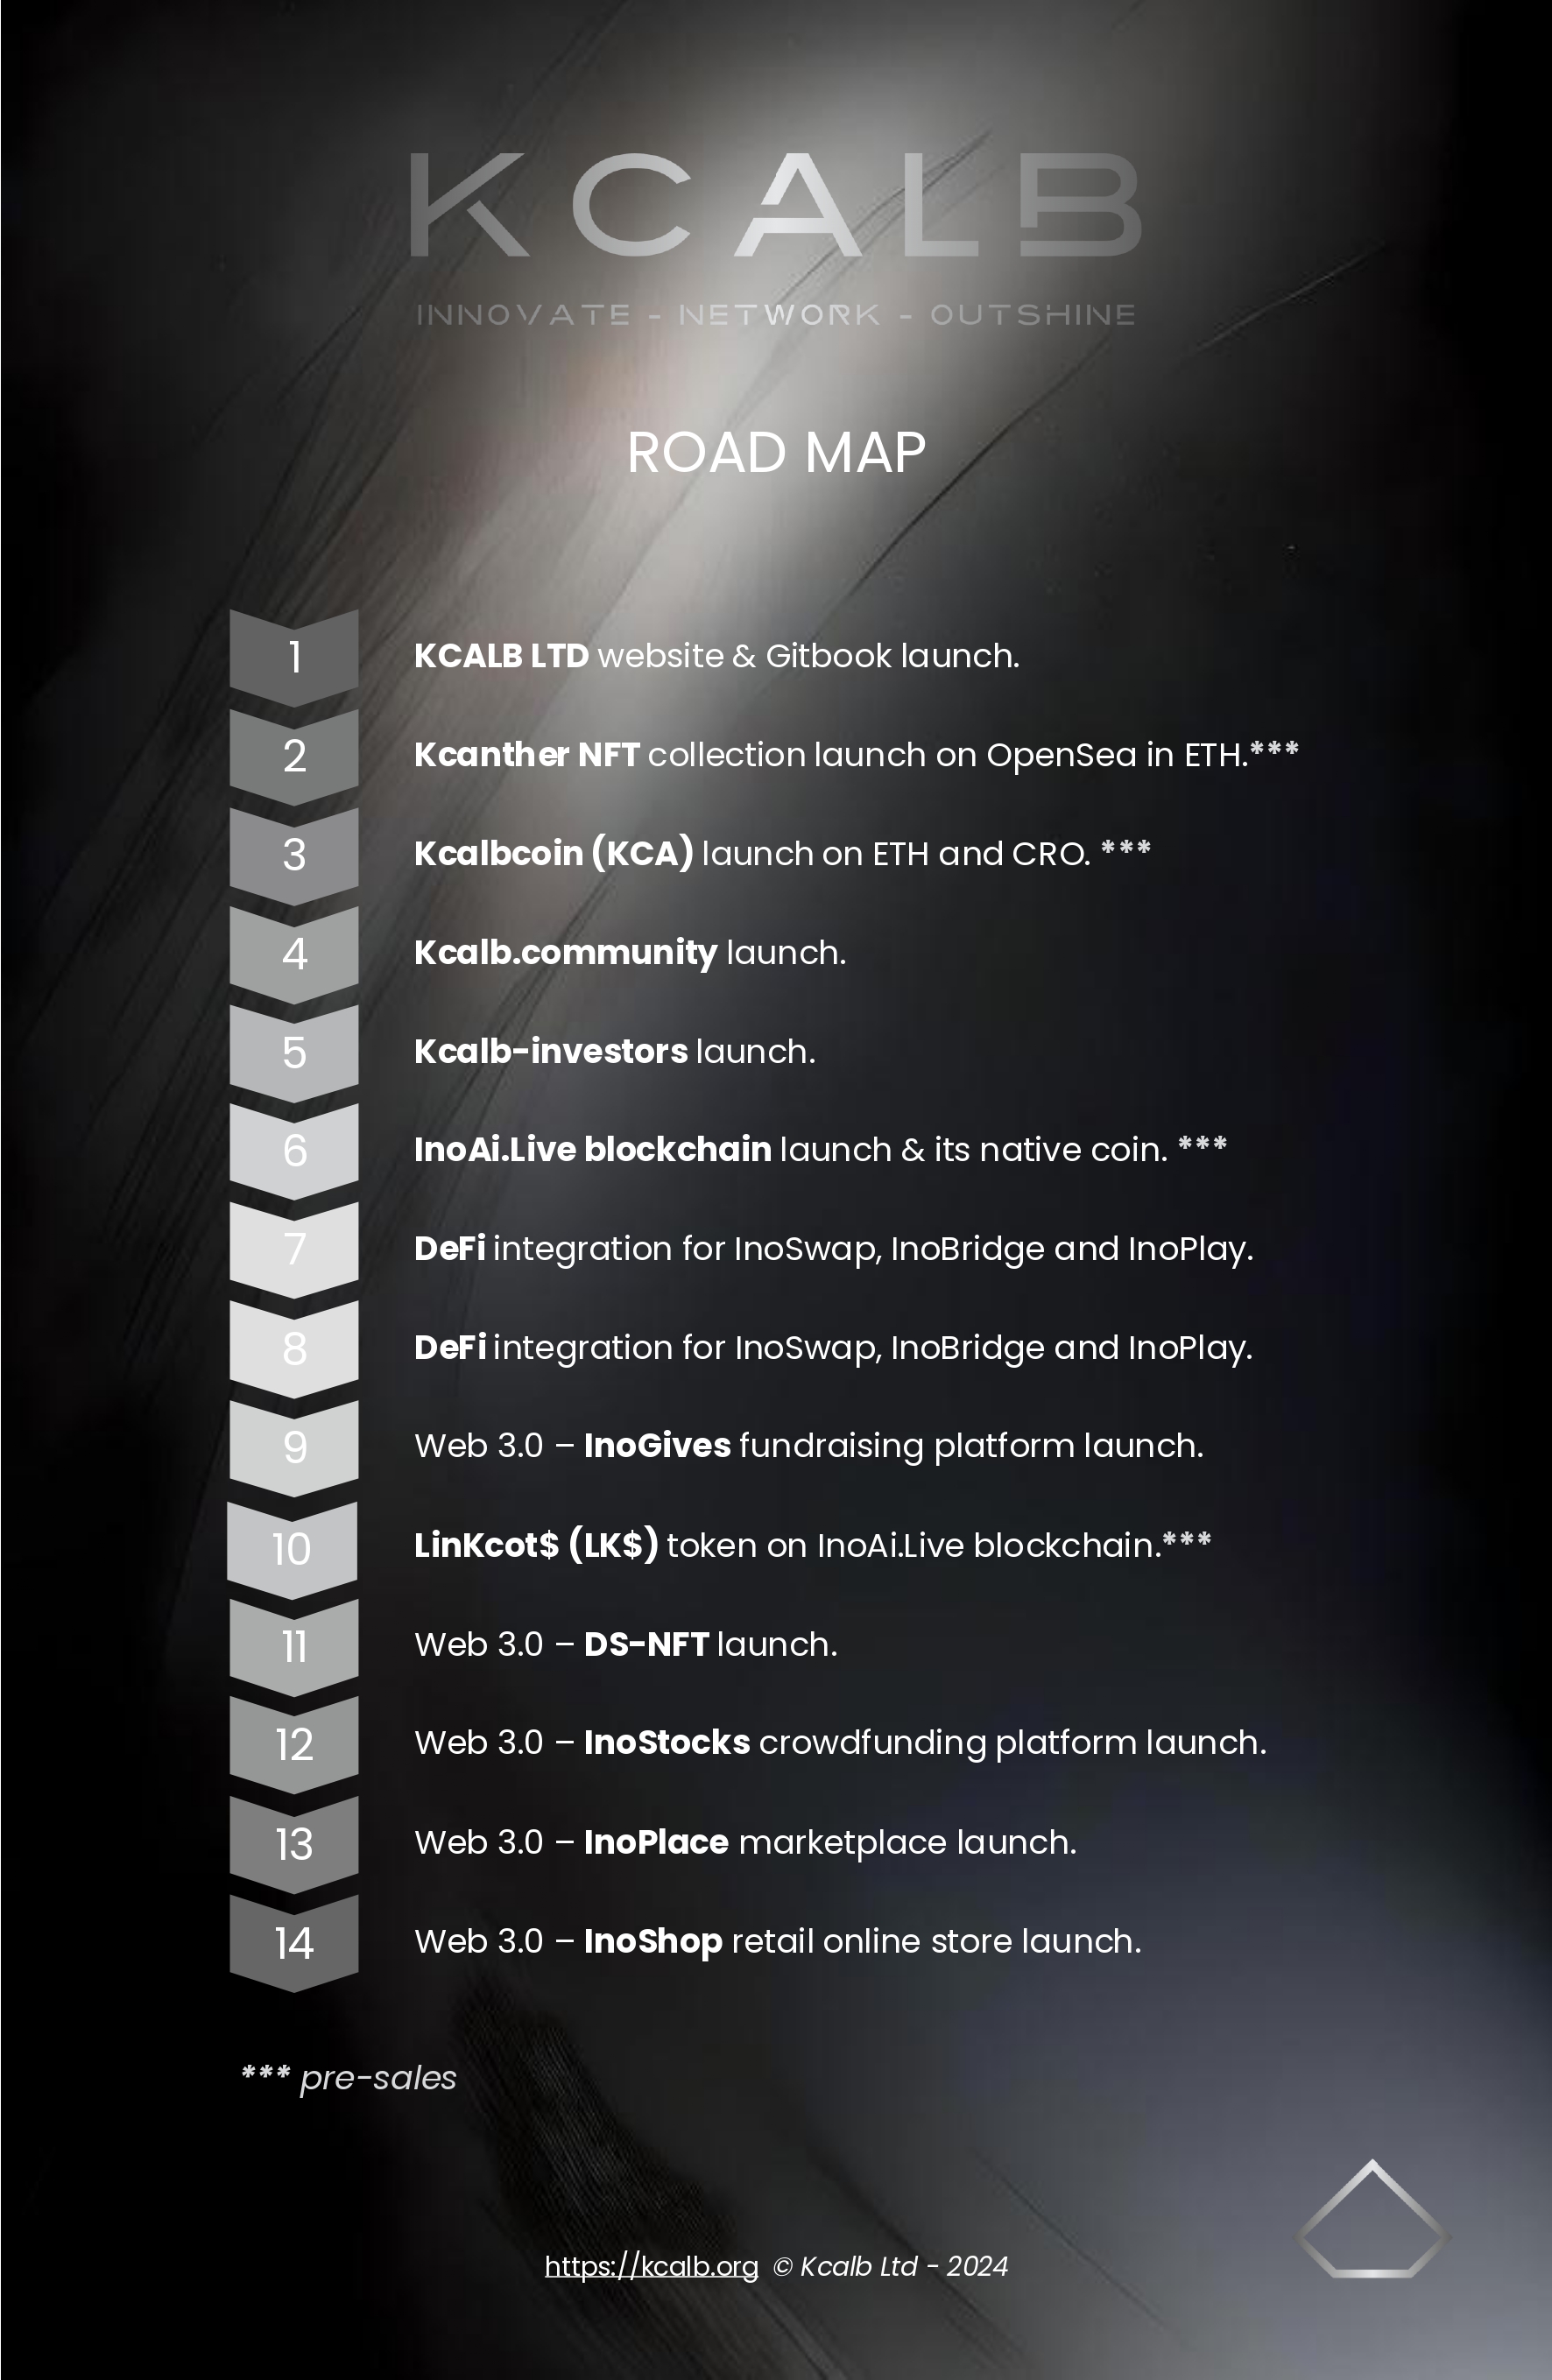 KCALB
INNOVATE - NETWORK - OUTSHINE
ROAD MAP
1 KCALB LTD website & Gitbook launch.
2 Kcanther NFT collection launch on OpenSea in ETH.***
3 Kcalbcoin (KCA) launch on ETH and CRO. ***
4 Kcalb.community launch.
5 Kcalb-investors launch.
6 InoAi.Live blockchain launch & its native coin. ***
7 DeFi integration for InoSwap, InoBridge and InoPlay.
8 DeFi integration for InoSwap, InoBridge and InoPlay.
9 Web 3.0 – InoGives fundraising platform launch.
10 LinKcot$ (LK$) token on InoAi.Live blockchain.***
11 Web 3.0 – DS-NFT launch.
12 Web 3.0 – InoStocks crowdfunding platform launch.
13 Web 3.0 – InoPlace marketplace launch.
14 Web 3.0 – InoShop retail online store launch.
*** pre-sales
https://kcalb.org © Kcalb Ltd - 2024